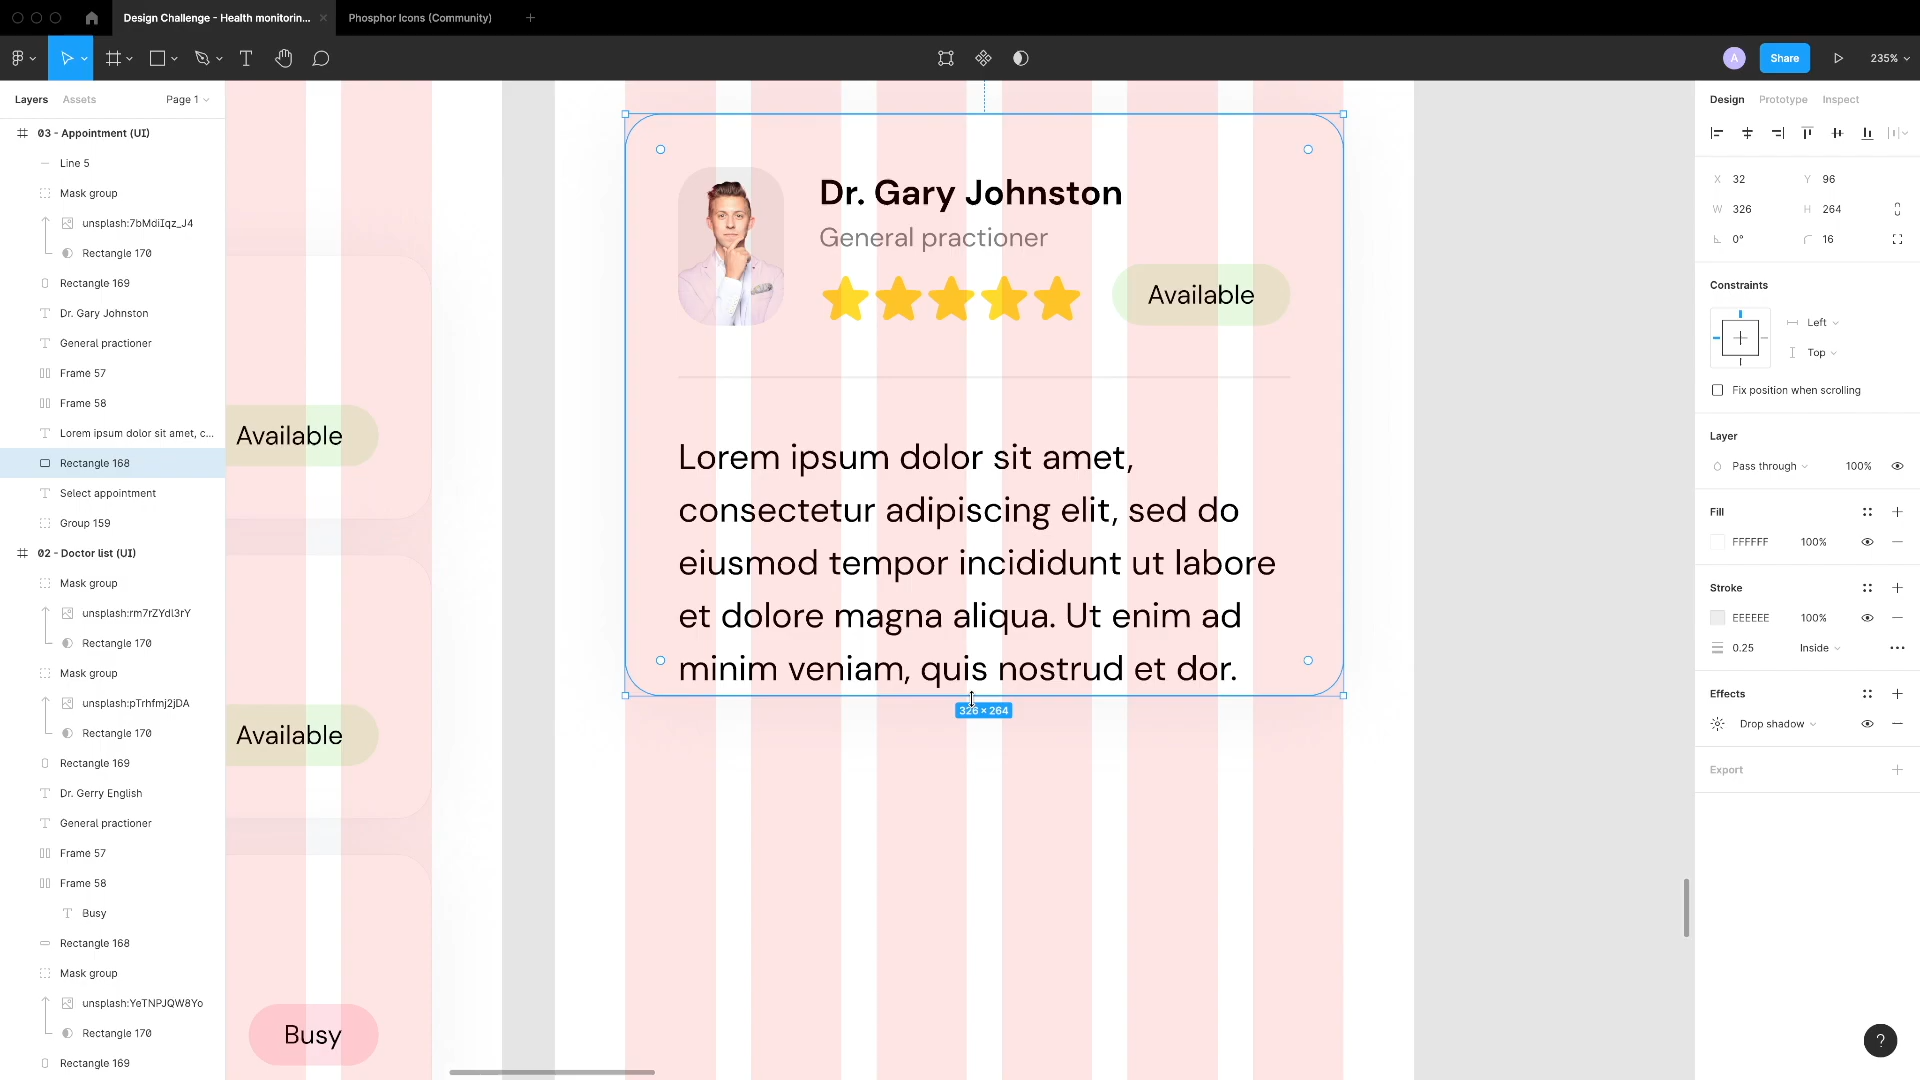 Design Challenge - Health monitorin...
Phosphor Icons (Community)
A
Share
235%
Layers
Assets
Page 1
03 - Appointment (UI)
Line 5
Mask group
unsplash:7bMdiIqz_J4
Rectangle 170
Rectangle 169
Dr. Gary Johnston
General practioner
Frame 57
Frame 58
Lorem ipsum dolor sit amet, c...
Rectangle 168
Select appointment
Group 159
02 - Doctor list (UI)
Mask group
unsplash:rm7rZYdl3rY
Rectangle 170
Mask group
unsplash:pTrhfmj2jDA
Rectangle 170
Rectangle 169
Dr. Gerry English
General practioner
Frame 57
Frame 58
Busy
Rectangle 168
Mask group
unsplash:YeTNPJQW8Yo
Rectangle 170
Rectangle 169
Available
Available
Busy
Dr. Gary Johnston
General practioner
Available
Lorem ipsum dolor sit amet,
consectetur adipiscing elit, sed do
eiusmod tempor incididunt ut labore
et dolore magna aliqua. Ut enim ad
minim veniam, quis nostrud et dor.
326 × 264
Design
Prototype
Inspect
X 32
Y 96
W 326
H 264
0°
16
Constraints
Left
Top
Fix position when scrolling
Layer
Pass through
100%
Fill
FFFFFF
100%
Stroke
EEEEEE
100%
0.25
Inside
Effects
Drop shadow
Export
?